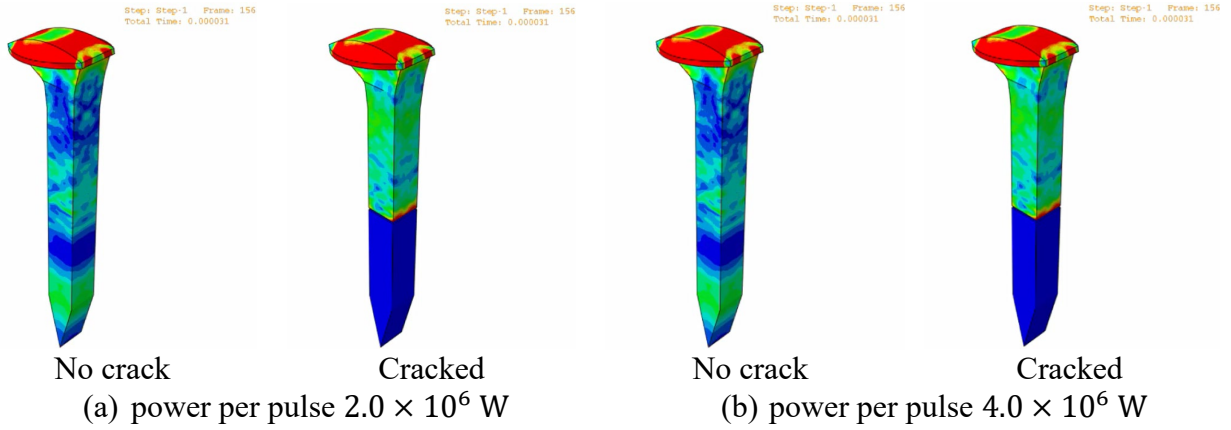 Step: Step-1 Frame: 156
Total Time: 0.000031
Step: Step-1 Frame: 156
Total Time: 0.000031
Step: Step-1 Frame: 156
Total Time: 0.000031
Step: Step-1 Frame: 156
Total Time: 0.000031
No crack
Cracked
No crack
Cracked
(a) power per pulse 2.0 × 10⁶ W
(b) power per pulse 4.0 × 10⁶ W